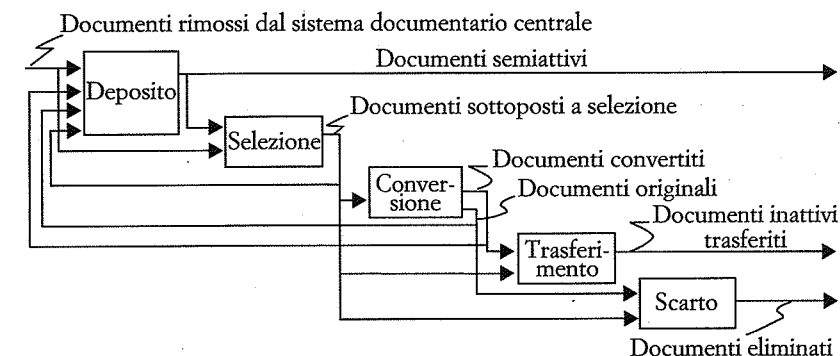 Documenti rimossi dal sistema documentario centrale
Documenti semiattivi
Deposito
Documenti sottoposti a selezione
Selezione
Documenti convertiti
Conver-
sione
Documenti originali
Documenti inattivi
trasferiti
Trasferi-
mento
Scarto
Documenti eliminati